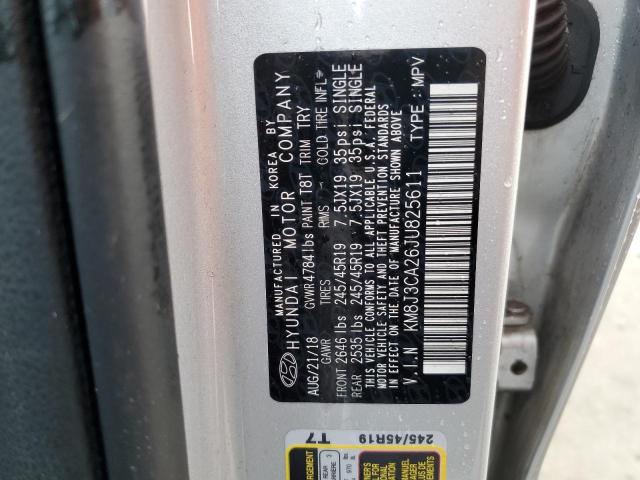 MANUFACTURED IN KOREA BY
HYUNDAI MOTOR COMPANY
AUG/21/18 GVWR 4784 lbs PAINT T8T TRIM TRY
GAWR TIRES RIMS COLD TIRE INFL
FRONT 2646 lbs 245/45R19 7.5JX19 35psi SINGLE
REAR 2535 lbs 245/45R19 7.5JX19 35psi SINGLE
THIS VEHICLE CONFORMS TO ALL APPLICABLE U.S.A. FEDERAL
MOTOR VEHICLE SAFETY AND THEFT PREVENTION STANDARDS
IN EFFECT ON THE DATE OF MANUFACTURE SHOWN ABOVE
V.I.N KM8J3CA26JU825611 TYPE : MPV
T7
245/45R19
REAR 3